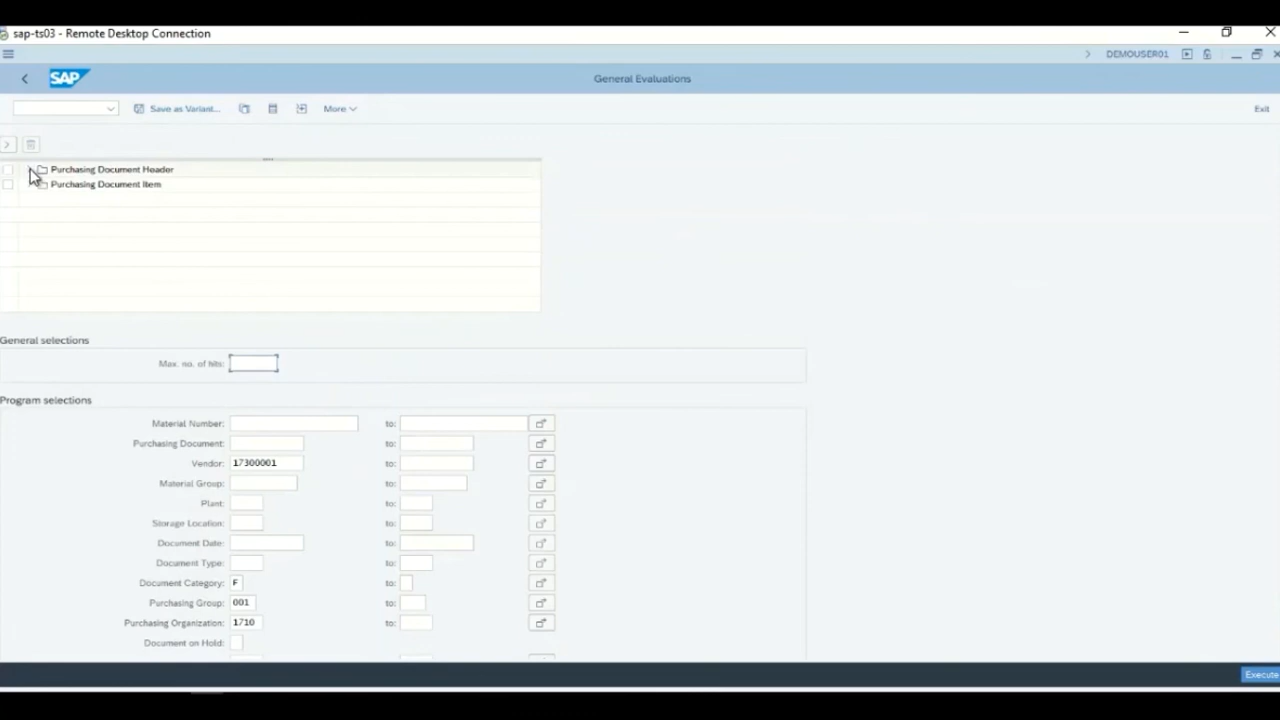 sap-ts03 - Remote Desktop Connection
DEMOUSER01
SAP General Evaluations
Save as Variant... More Exit
Purchasing Document Header
Purchasing Document Item
General selections
Max. no. of hits:
Program selections
Material Number: to:
Purchasing Document: to:
Vendor: 17300001 to:
Material Group: to:
Plant: to:
Storage Location: to:
Document Date: to:
Document Type: to:
Document Category: F to:
Purchasing Group: 001 to:
Purchasing Organization: 1710 to:
Document on Hold:
Execute